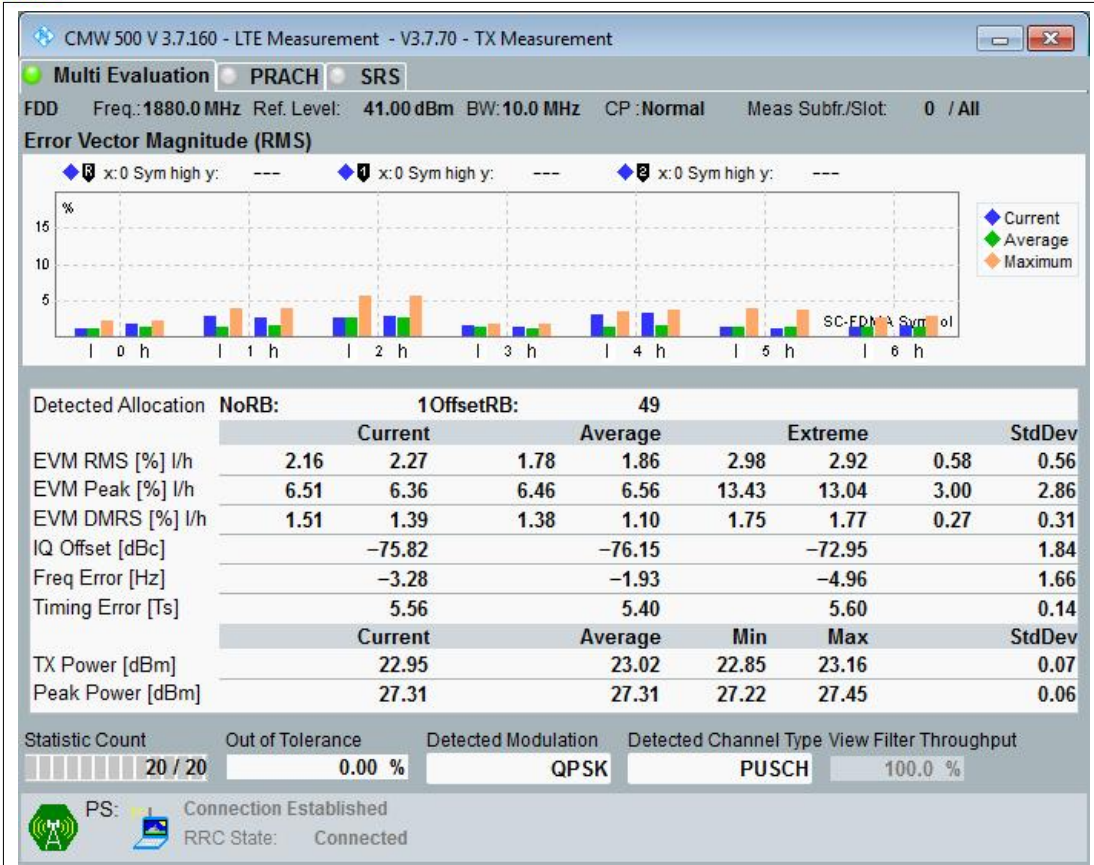 CMW 500 V 3.7.160 - LTE Measurement - V3.7.70 - TX Measurement
Multi Evaluation PRACH SRS
FDD Freq.: 1880.0 MHz Ref. Level: 41.00 dBm BW: 10.0 MHz CP : Normal Meas Subfr./Slot: 0 / All
Error Vector Magnitude (RMS)
R x: 0 Sym high y: --- 1 x: 0 Sym high y: --- 2 x: 0 Sym high y: ---
%
15
10
5
Current
Average
Maximum
SC-FDMA Symbol
l 0 h l 1 h l 2 h l 3 h l 4 h l 5 h l 6 h
Detected Allocation NoRB: 1 OffsetRB: 49
Current Average Extreme StdDev
EVM RMS [%] l/h 2.16 2.27 1.78 1.86 2.98 2.92 0.58 0.56
EVM Peak [%] l/h 6.51 6.36 6.46 6.56 13.43 13.04 3.00 2.86
EVM DMRS [%] l/h 1.51 1.39 1.38 1.10 1.75 1.77 0.27 0.31
IQ Offset [dBc] −75.82 −76.15 −72.95 1.84
Freq Error [Hz] −3.28 −1.93 −4.96 1.66
Timing Error [Ts] 5.56 5.40 5.60 0.14
Current Average Min Max StdDev
TX Power [dBm] 22.95 23.02 22.85 23.16 0.07
Peak Power [dBm] 27.31 27.31 27.22 27.45 0.06
Statistic Count Out of Tolerance Detected Modulation Detected Channel Type View Filter Throughput
20 / 20 0.00 % QPSK PUSCH 100.0 %
PS: Connection Established
RRC State: Connected